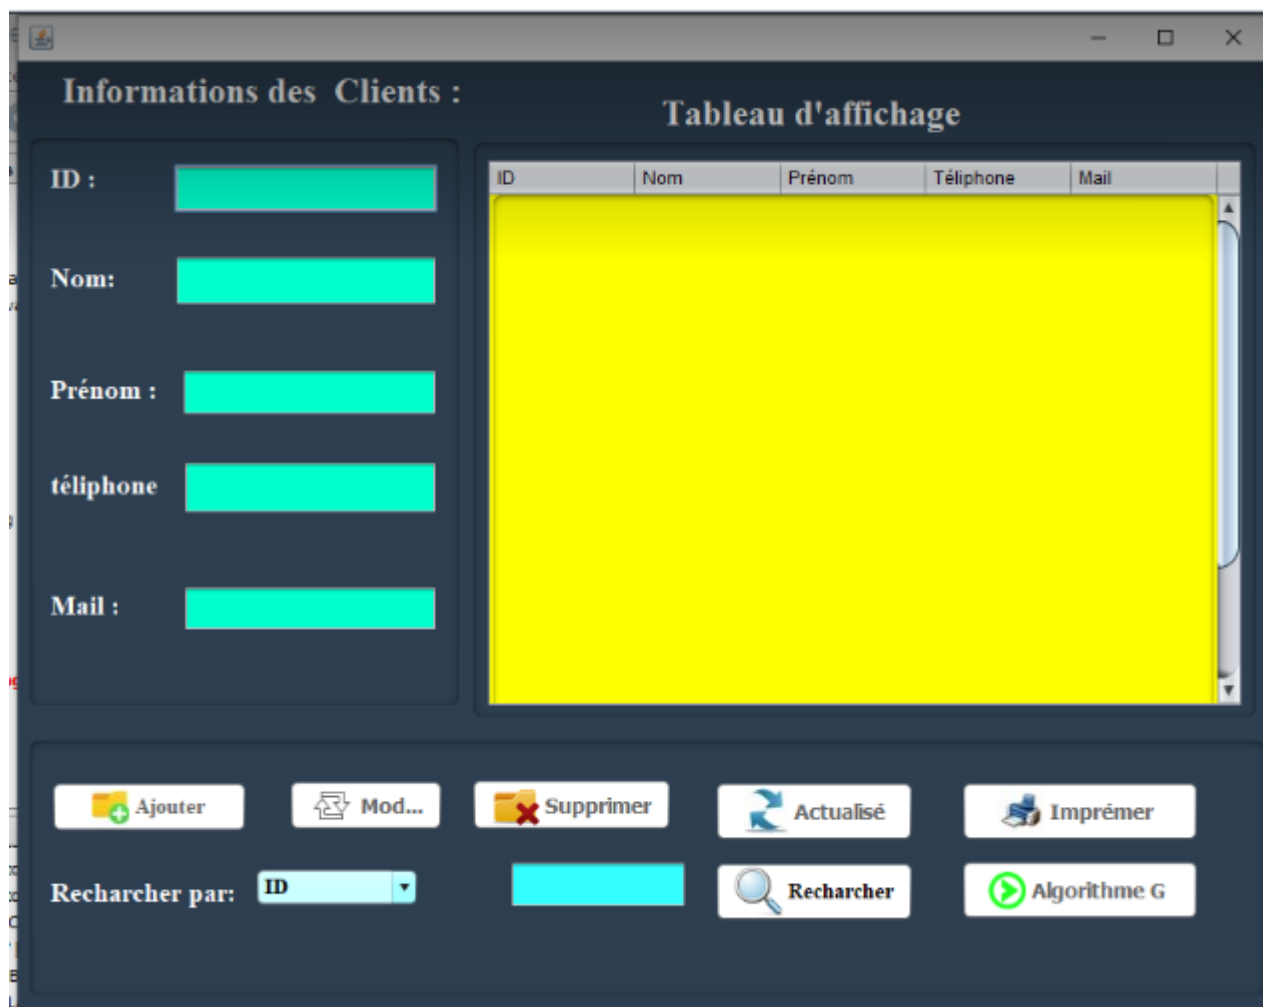 Informations des Clients :
Tableau d'affichage
ID :
Nom:
Prénom :
téliphone
Mail :
ID Nom Prénom Téliphone Mail
Ajouter Mod... Supprimer Actualisé Imprémer
Recharcher par: ID Recharcher Algorithme G